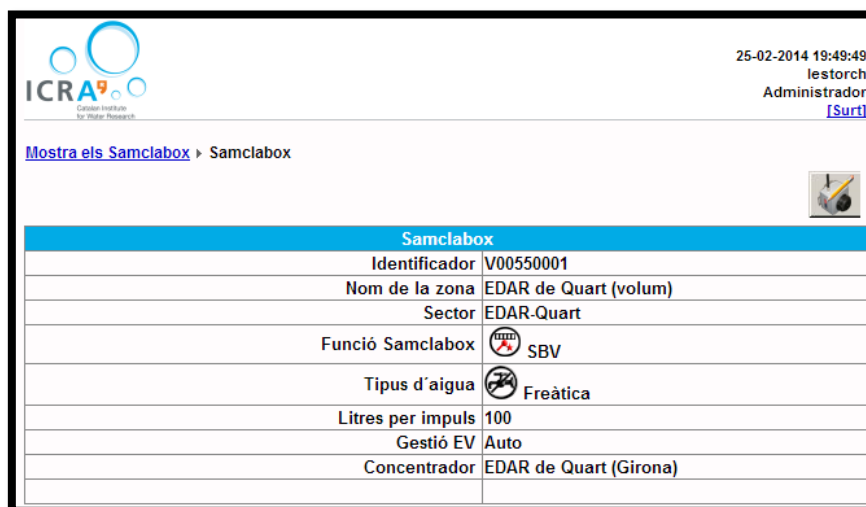 ICRA9
Catalan Institute
for Water Research
25-02-2014 19:49:49
lestorch
Administrador
[Surt]
Mostra els Samclabox ▸ Samclabox
Samclabox
Identificador V00550001
Nom de la zona EDAR de Quart (volum)
Sector EDAR-Quart
Funció Samclabox SBV
Tipus d´aigua Freàtica
Litres per impuls 100
Gestió EV Auto
Concentrador EDAR de Quart (Girona)